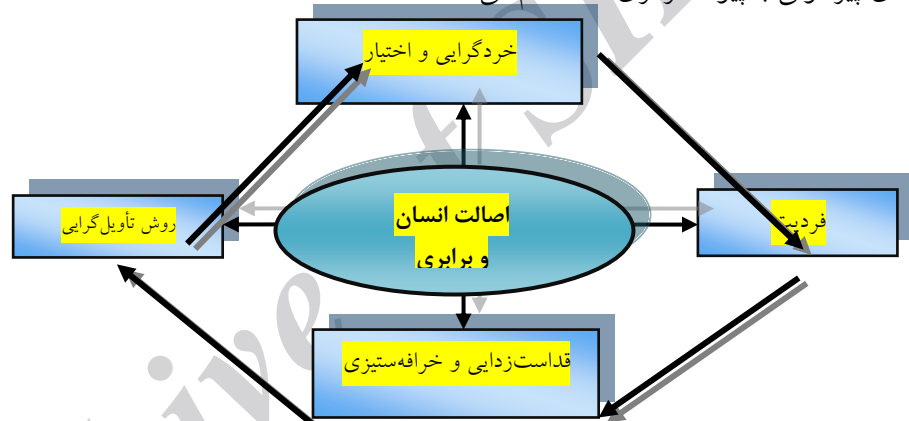 خردگرایی و اختیار
روش تأویل‌گرایی
اصالت انسان
و برابری
فردیت
قداست‌زدایی و خرافه‌ستیزی